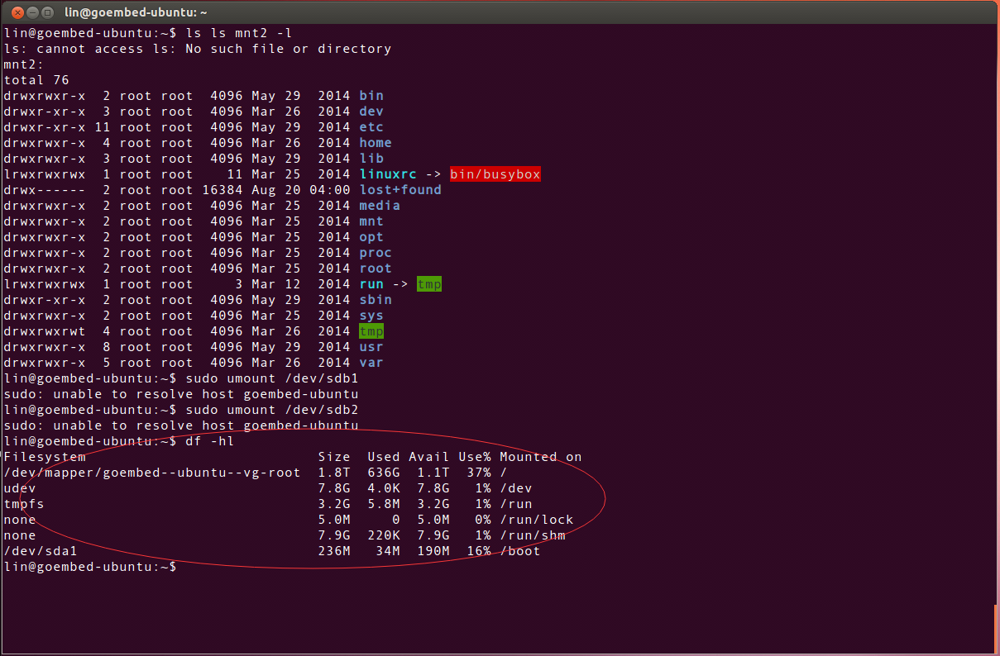 lin@goembed-ubuntu: ~
lin@goembed-ubuntu:~$ ls ls mnt2 -l
ls: cannot access ls: No such file or directory
mnt2:
total 76
drwxrwxr-x  2 root root  4096 May 29  2014 bin
drwxr-xr-x  3 root root  4096 Mar 26  2014 dev
drwxr-xr-x 11 root root  4096 May 29  2014 etc
drwxrwxr-x  4 root root  4096 Mar 26  2014 home
drwxr-xr-x  3 root root  4096 May 29  2014 lib
lrwxrwxrwx  1 root root    11 Mar 25  2014 linuxrc -> bin/busybox
drwx------  2 root root 16384 Aug 20 04:00 lost+found
drwxrwxr-x  2 root root  4096 Mar 25  2014 media
drwxrwxr-x  2 root root  4096 Mar 25  2014 mnt
drwxrwxr-x  2 root root  4096 Mar 25  2014 opt
drwxrwxr-x  2 root root  4096 Mar 25  2014 proc
drwxrwxr-x  2 root root  4096 Mar 25  2014 root
lrwxrwxrwx  1 root root     3 Mar 12  2014 run -> tmp
drwxr-xr-x  2 root root  4096 May 29  2014 sbin
drwxrwxr-x  2 root root  4096 Mar 25  2014 sys
drwxrwxrwt  4 root root  4096 Mar 26  2014 tmp
drwxrwxr-x  8 root root  4096 May 29  2014 usr
drwxrwxr-x  5 root root  4096 Mar 26  2014 var
lin@goembed-ubuntu:~$ sudo umount /dev/sdb1
sudo: unable to resolve host goembed-ubuntu
lin@goembed-ubuntu:~$ sudo umount /dev/sdb2
sudo: unable to resolve host goembed-ubuntu
lin@goembed-ubuntu:~$ df -hl
Filesystem                            Size  Used Avail Use% Mounted on
/dev/mapper/goembed--ubuntu--vg-root  1.8T  636G  1.1T  37% /
udev                                  7.8G  4.0K  7.8G   1% /dev
tmpfs                                 3.2G  5.8M  3.2G   1% /run
none                                  5.0M     0  5.0M   0% /run/lock
none                                  7.9G  220K  7.9G   1% /run/shm
/dev/sda1                             236M   34M  190M  16% /boot
lin@goembed-ubuntu:~$